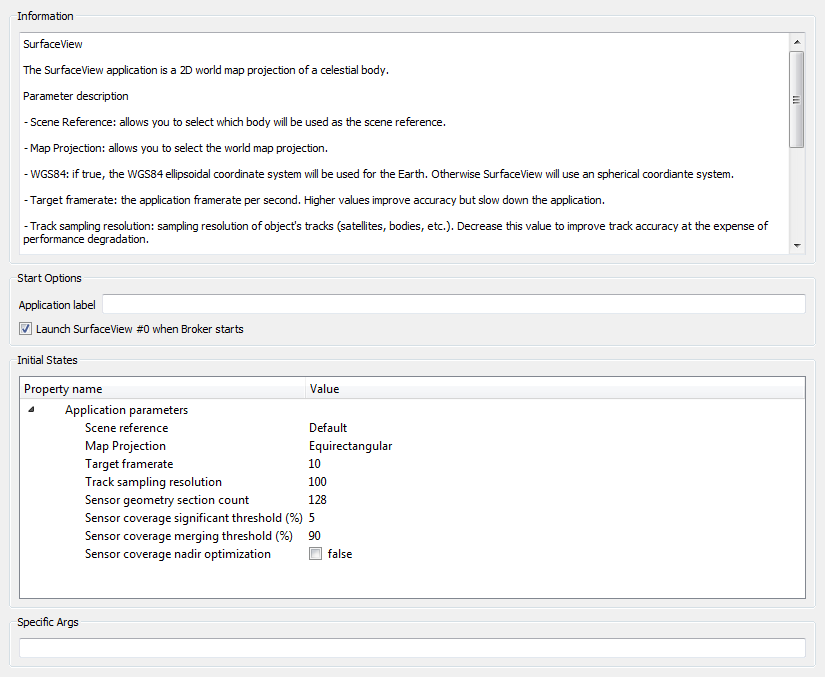 Information
SurfaceView
The SurfaceView application is a 2D world map projection of a celestial body.
Parameter description
- Scene Reference: allows you to select which body will be used as the scene reference.
- Map Projection: allows you to select the world map projection.
- WGS84: if true, the WGS84 ellipsoidal coordinate system will be used for the Earth. Otherwise SurfaceView will use an spherical coordiante system.
- Target framerate: the application framerate per second. Higher values improve accuracy but slow down the application.
- Track sampling resolution: sampling resolution of object's tracks (satellites, bodies, etc.). Decrease this value to improve track accuracy at the expense of
performance degradation.
Start Options
Application label
Launch SurfaceView #0 when Broker starts
Initial States
Property name Value
Application parameters
Scene reference Default
Map Projection Equirectangular
Target framerate 10
Track sampling resolution 100
Sensor geometry section count 128
Sensor coverage significant threshold (%) 5
Sensor coverage merging threshold (%) 90
Sensor coverage nadir optimization false
Specific Args